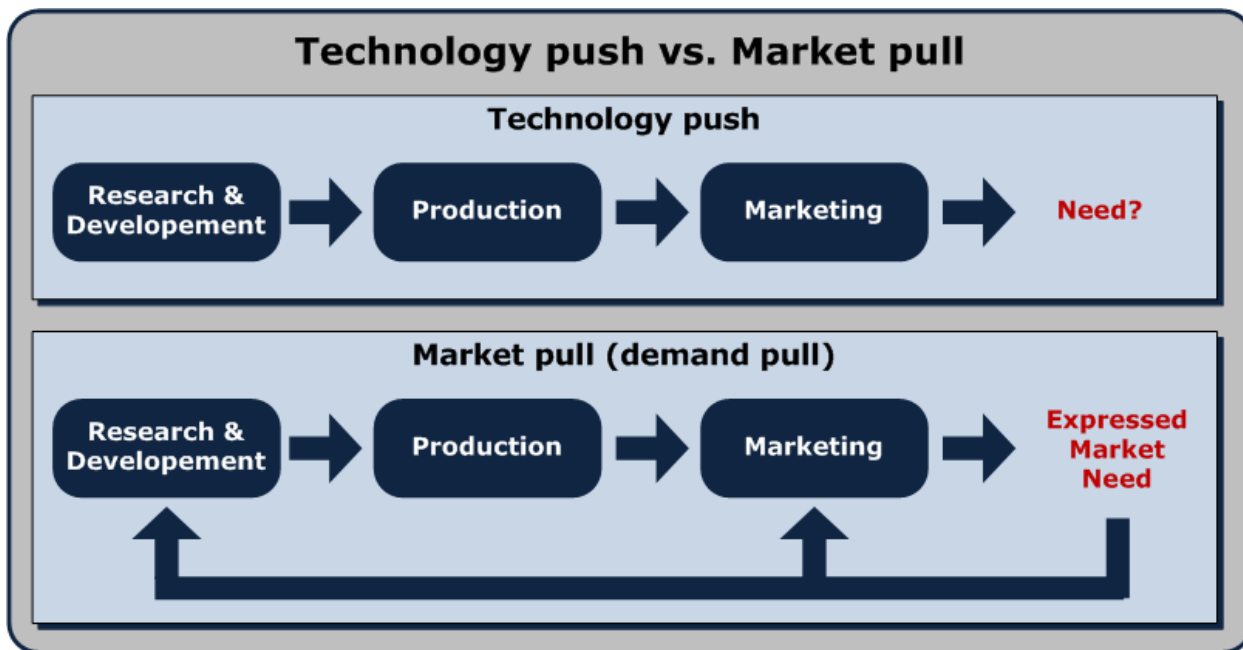 Technology push vs. Market pull
Technology push
Research &
Developement
Production
Marketing
Need?
Market pull (demand pull)
Research &
Developement
Production
Marketing
Expressed
Market
Need